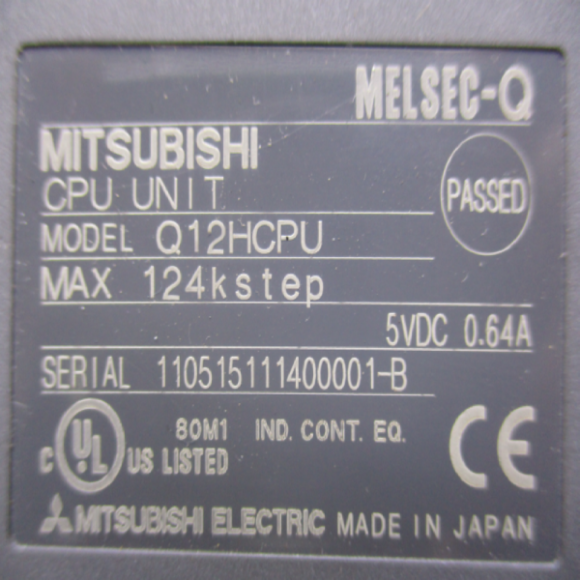 MELSEC-Q
MITSUBISHI
CPU UNIT
PASSED
MODEL Q12HCPU
MAX 124kstep
5VDC 0.64A
SERIAL 110515111400001-B
80M1 IND. CONT. EQ.
C UL US LISTED
CE
MITSUBISHI ELECTRIC MADE IN JAPAN